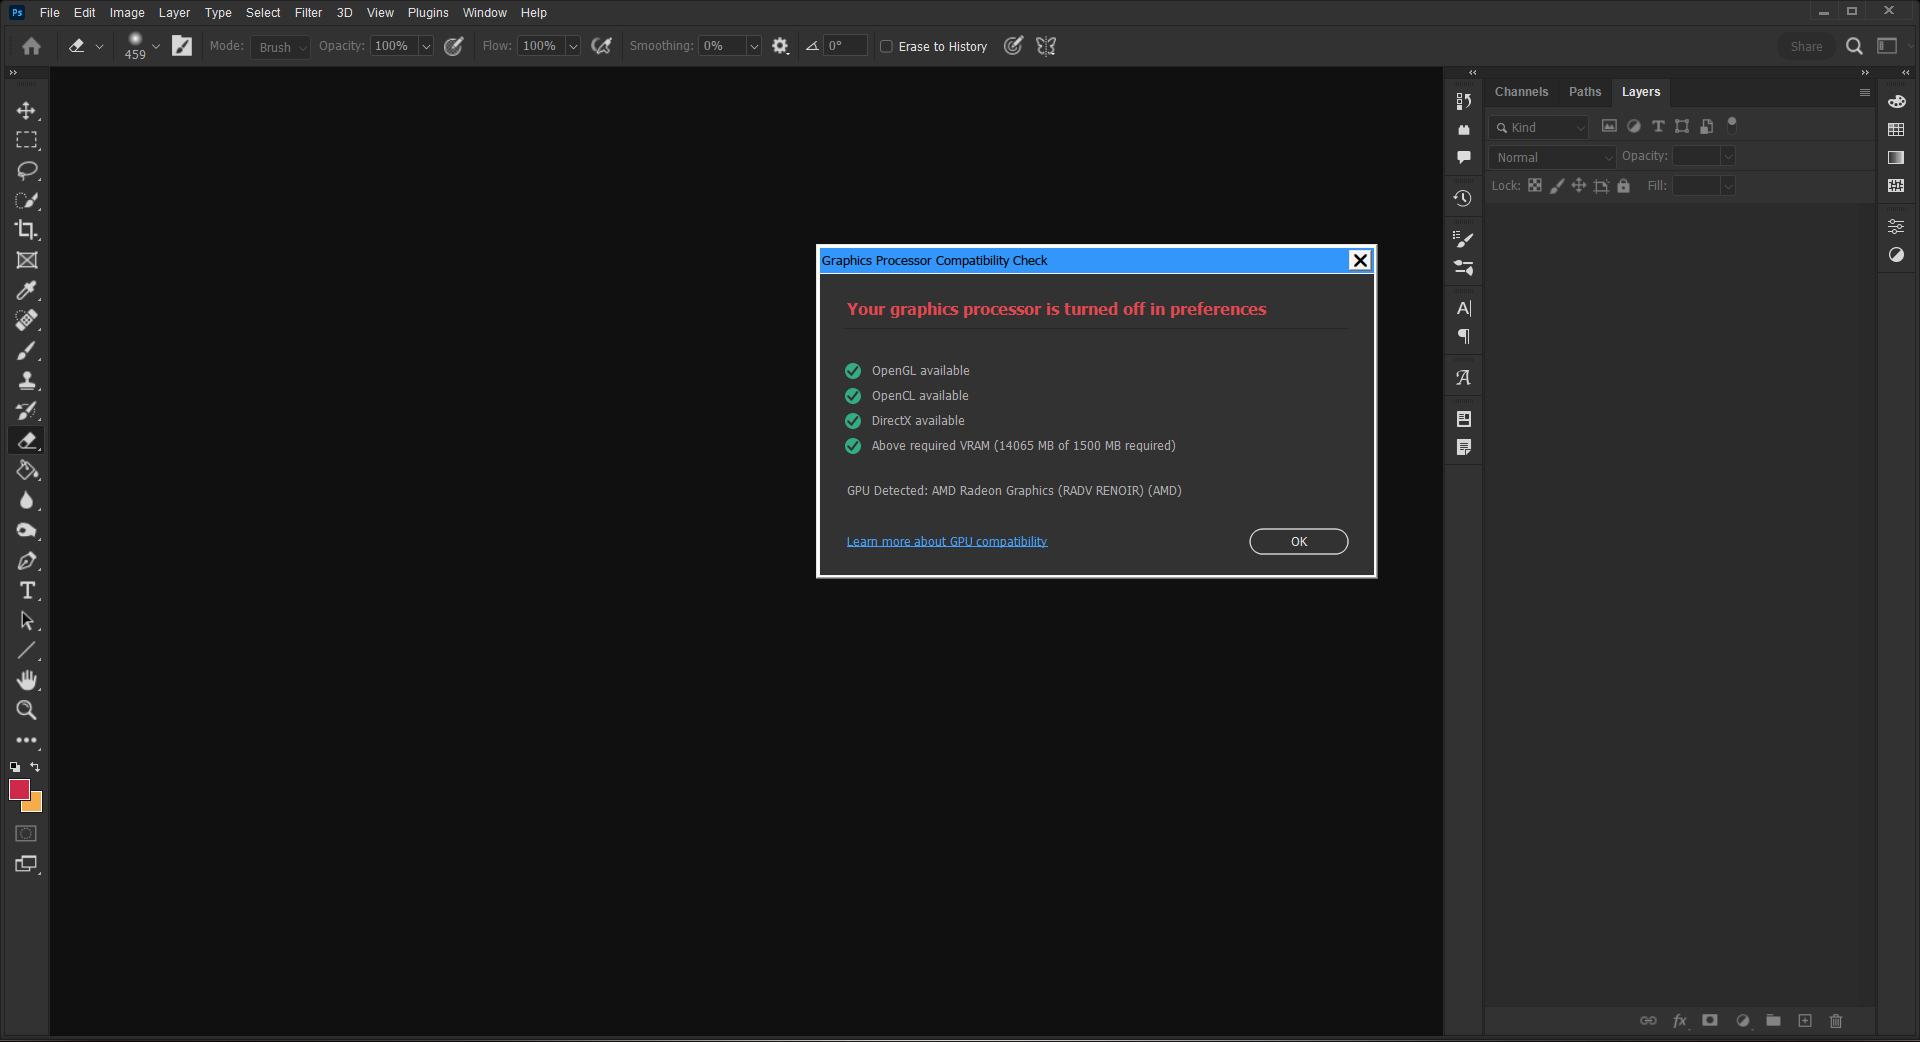 Ps File Edit Image Layer Type Select Filter 3D View Plugins Window Help
459 Mode: Brush Opacity: 100% Flow: 100% Smoothing: 0% 0° Erase to History Share
Channels Paths Layers
Kind
Normal Opacity:
Lock: Fill:
Graphics Processor Compatibility Check
Your graphics processor is turned off in preferences
OpenGL available
OpenCL available
DirectX available
Above required VRAM (14065 MB of 1500 MB required)
GPU Detected: AMD Radeon Graphics (RADV RENOIR) (AMD)
Learn more about GPU compatibility
OK
fx